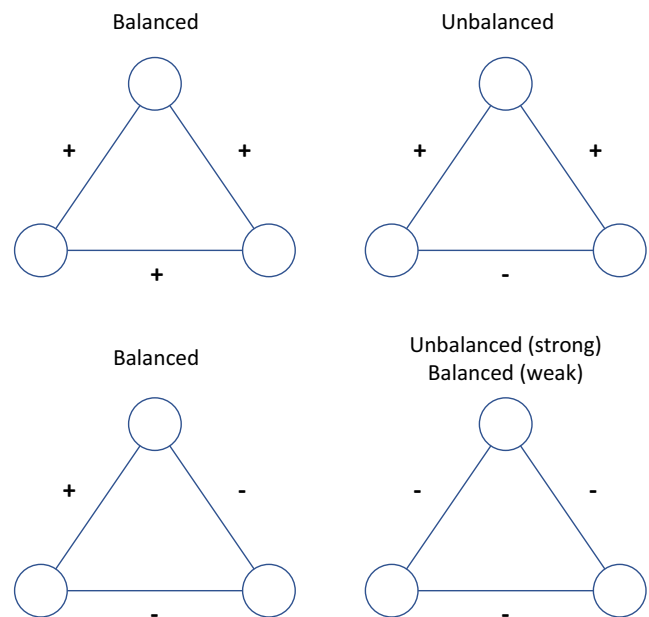 Balanced
Unbalanced
+ +
+ +
+
-
Balanced
Unbalanced (strong)
Balanced (weak)
+ -
- -
-
-